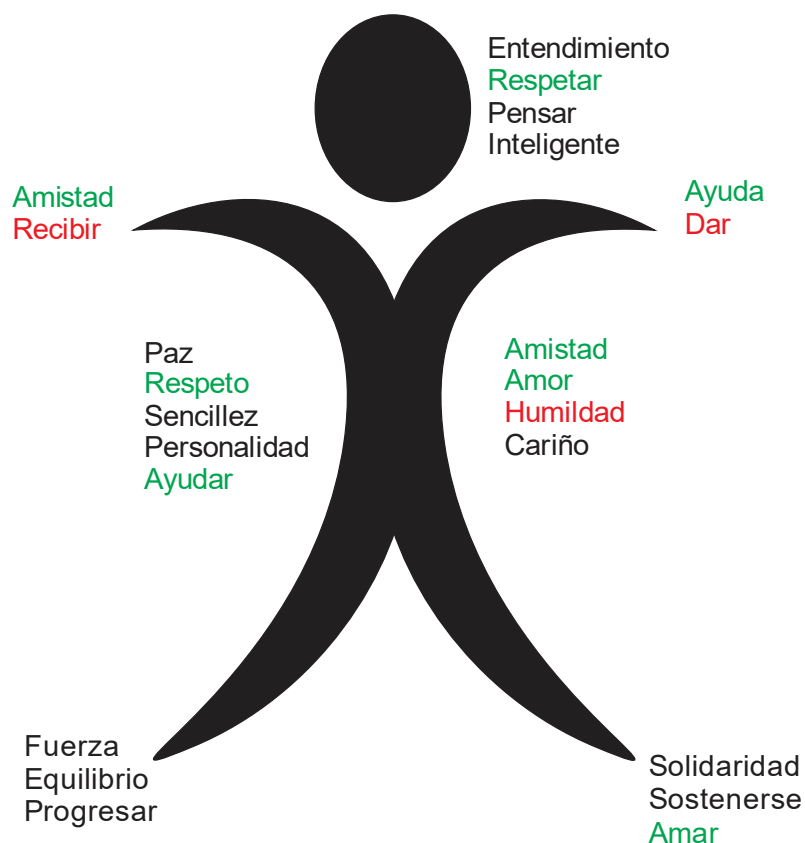 Entendimiento
Respetar
Pensar
Inteligente
Amistad
Recibir
Ayuda
Dar
Paz
Respeto
Sencillez
Personalidad
Ayudar
Amistad
Amor
Humildad
Cariño
Fuerza
Equilibrio
Progresar
Solidaridad
Sostenerse
Amar